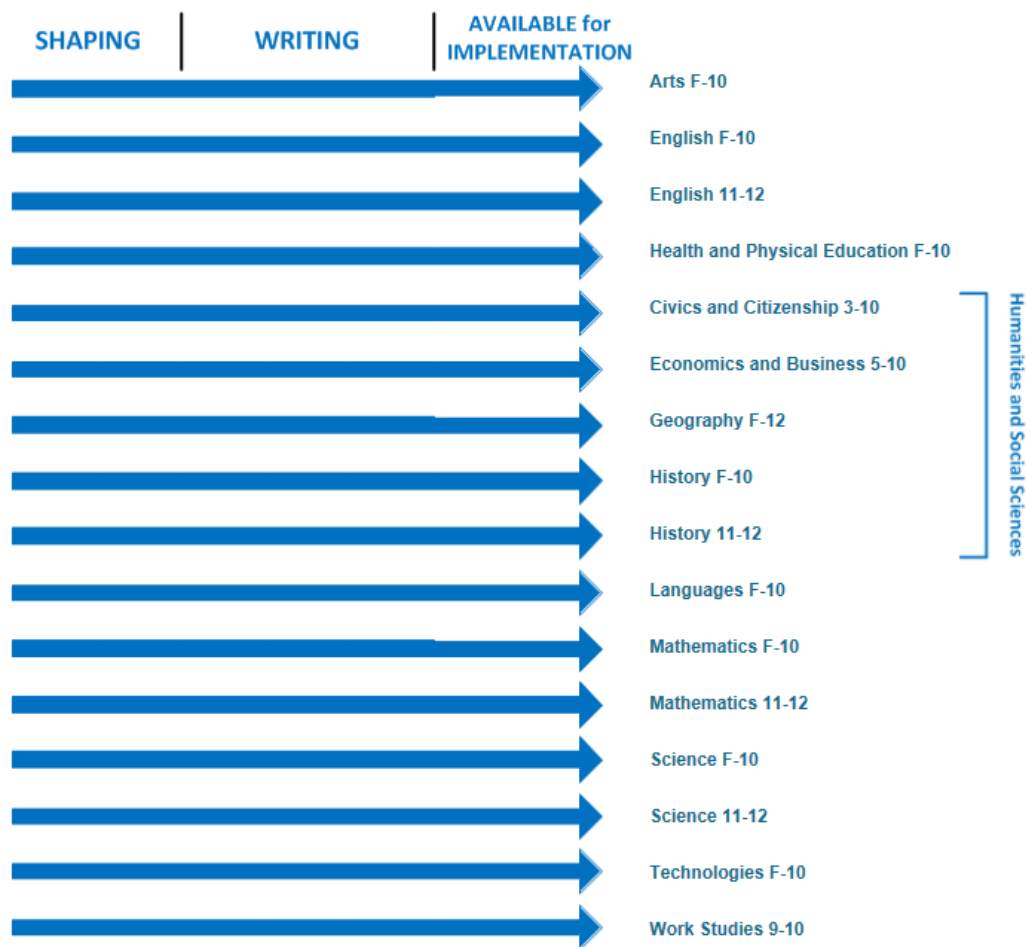 SHAPING
WRITING
AVAILABLE for
IMPLEMENTATION
Arts F-10
English F-10
English 11-12
Health and Physical Education F-10
Civics and Citizenship 3-10
Economics and Business 5-10
Geography F-12
History F-10
History 11-12
Humanities and Social Sciences
Languages F-10
Mathematics F-10
Mathematics 11-12
Science F-10
Science 11-12
Technologies F-10
Work Studies 9-10